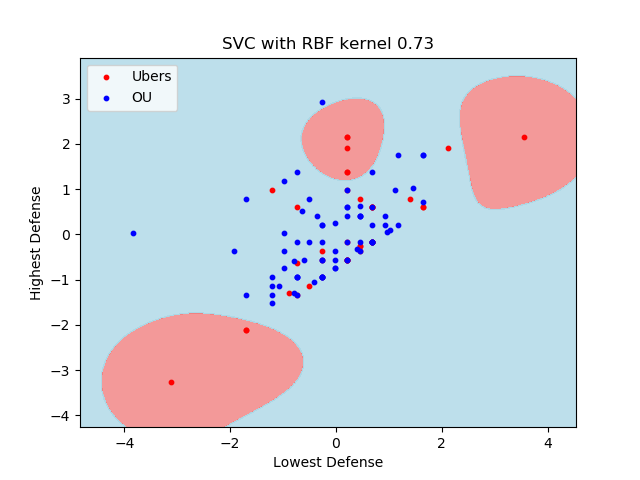 SVC with RBF kernel 0.73
Ubers
OU
3
2
1
0
−1
−2
−3
−4
Highest Defense
−4
−2
0
2
4
Lowest Defense